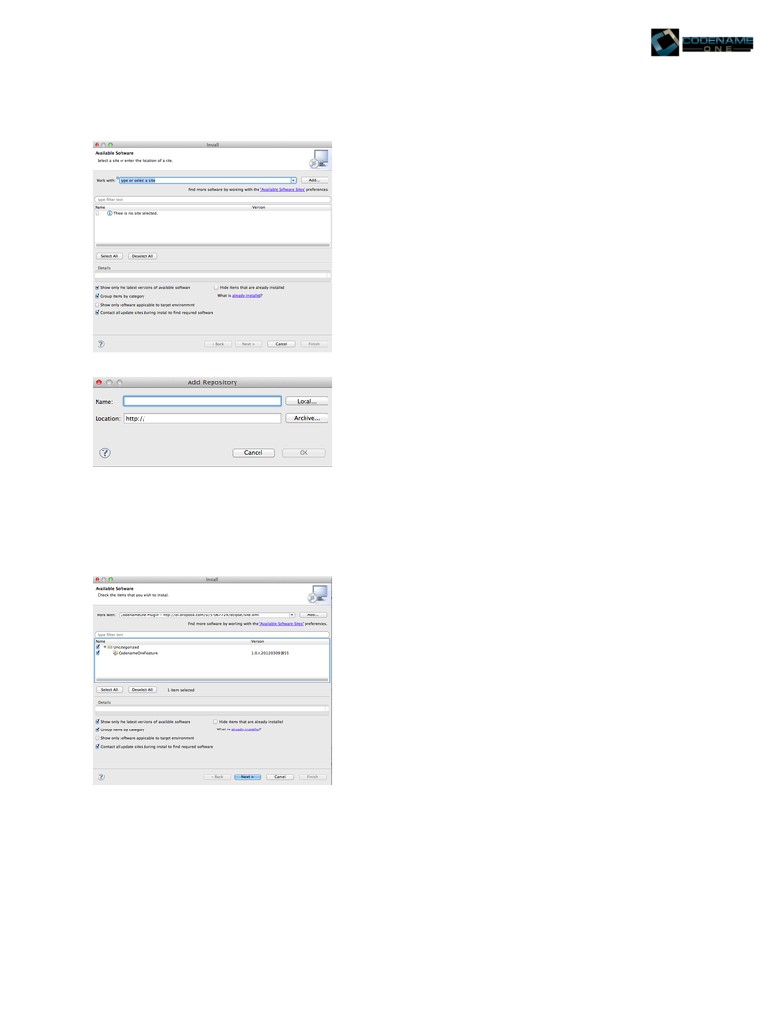 CODENAME
ONE
Install
Available Software
Select a site or enter the location of a site.
Work with: type or select a site Add...
Find more software by working with the 'Available Software Sites' preferences.
type filter text
Name Version
There is no site selected.
Select All Deselect All
Details
Show only the latest versions of available software Hide items that are already installed
Group items by category What is already installed?
Show only software applicable to target environment
Contact all update sites during install to find required software
? < Back Next > Cancel Finish
Add Repository
Name: Local...
Location: http:// Archive...
? Cancel OK
Install
Available Software
Check the items that you wish to install.
Work with: Add...
Find more software by working with the 'Available Software Sites' preferences.
type filter text
Name Version
Uncategorized
CodenameOneFeature
Select All Deselect All 1 item selected
Details
Show only the latest versions of available software Hide items that are already installed
Group items by category What is already installed?
Show only software applicable to target environment
Contact all update sites during install to find required software
? < Back Next > Cancel Finish